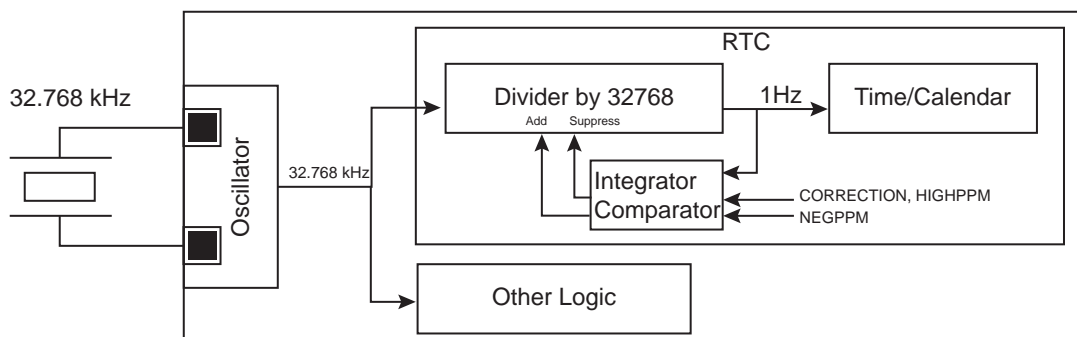 RTC
32.768 kHz
Divider by 32768
Add Suppress
1Hz
Time/Calendar
Oscillator
32.768 kHz
Integrator
Comparator
CORRECTION, HIGHPPM
NEGPPM
Other Logic